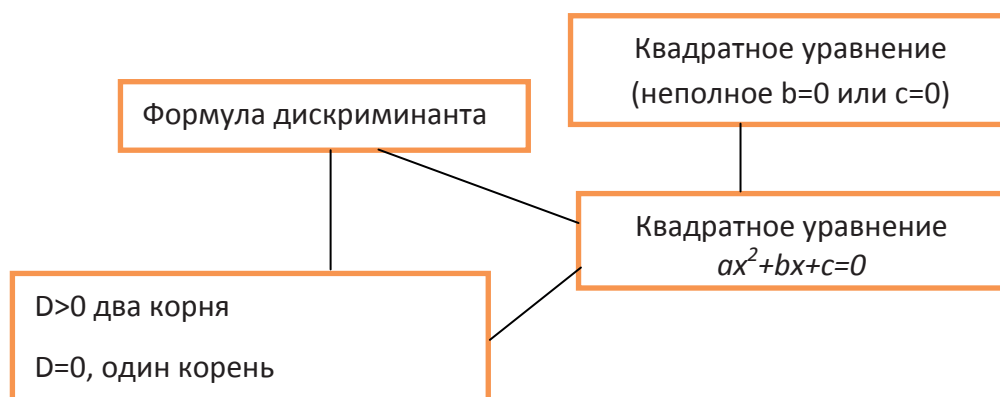 Квадратное уравнение
(неполное b=0 или c=0)
Формула дискриминанта
Квадратное уравнение
ax²+bx+c=0
D>0 два корня
D=0, один корень